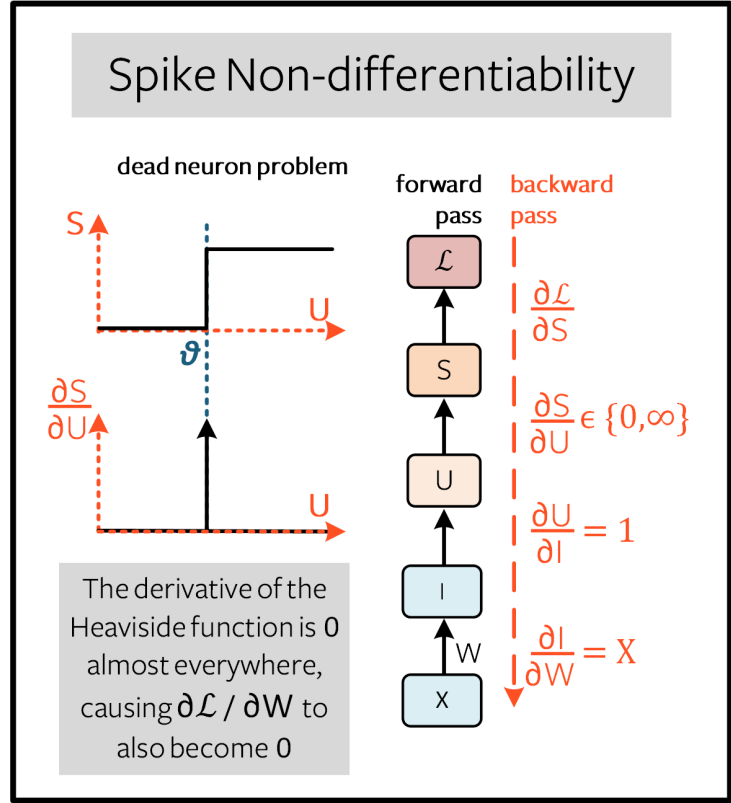 Spike Non-differentiability
dead neuron problem
S
U
ϑ
∂S
∂U
U
The derivative of the
Heaviside function is 0
almost everywhere,
causing ∂ℒ / ∂W to
also become 0
forward
pass
backward
pass
ℒ
∂ℒ
∂S
S
∂S
∂U ϵ {0,∞}
U
∂U
∂I = 1
I
W
∂I
∂W = X
X